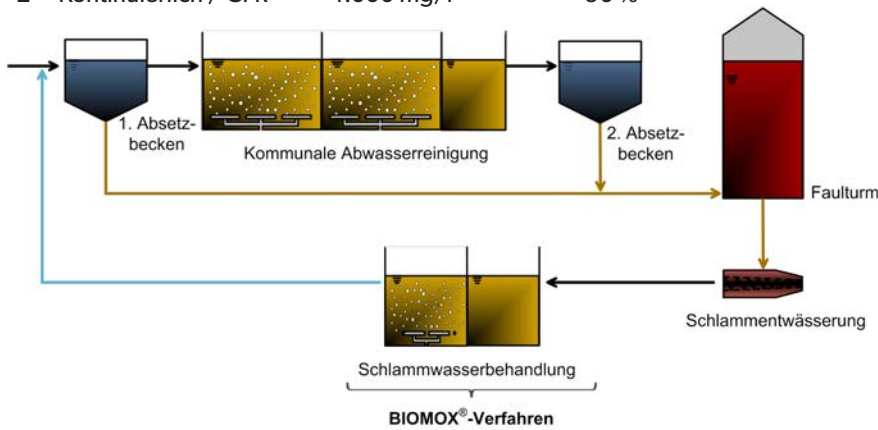 1. Absetz-
becken
Kommunale Abwasserreinigung
2. Absetz-
becken
Faulturm
Schlammentwässerung
Schlammwasserbehandlung
BIOMOX®-Verfahren